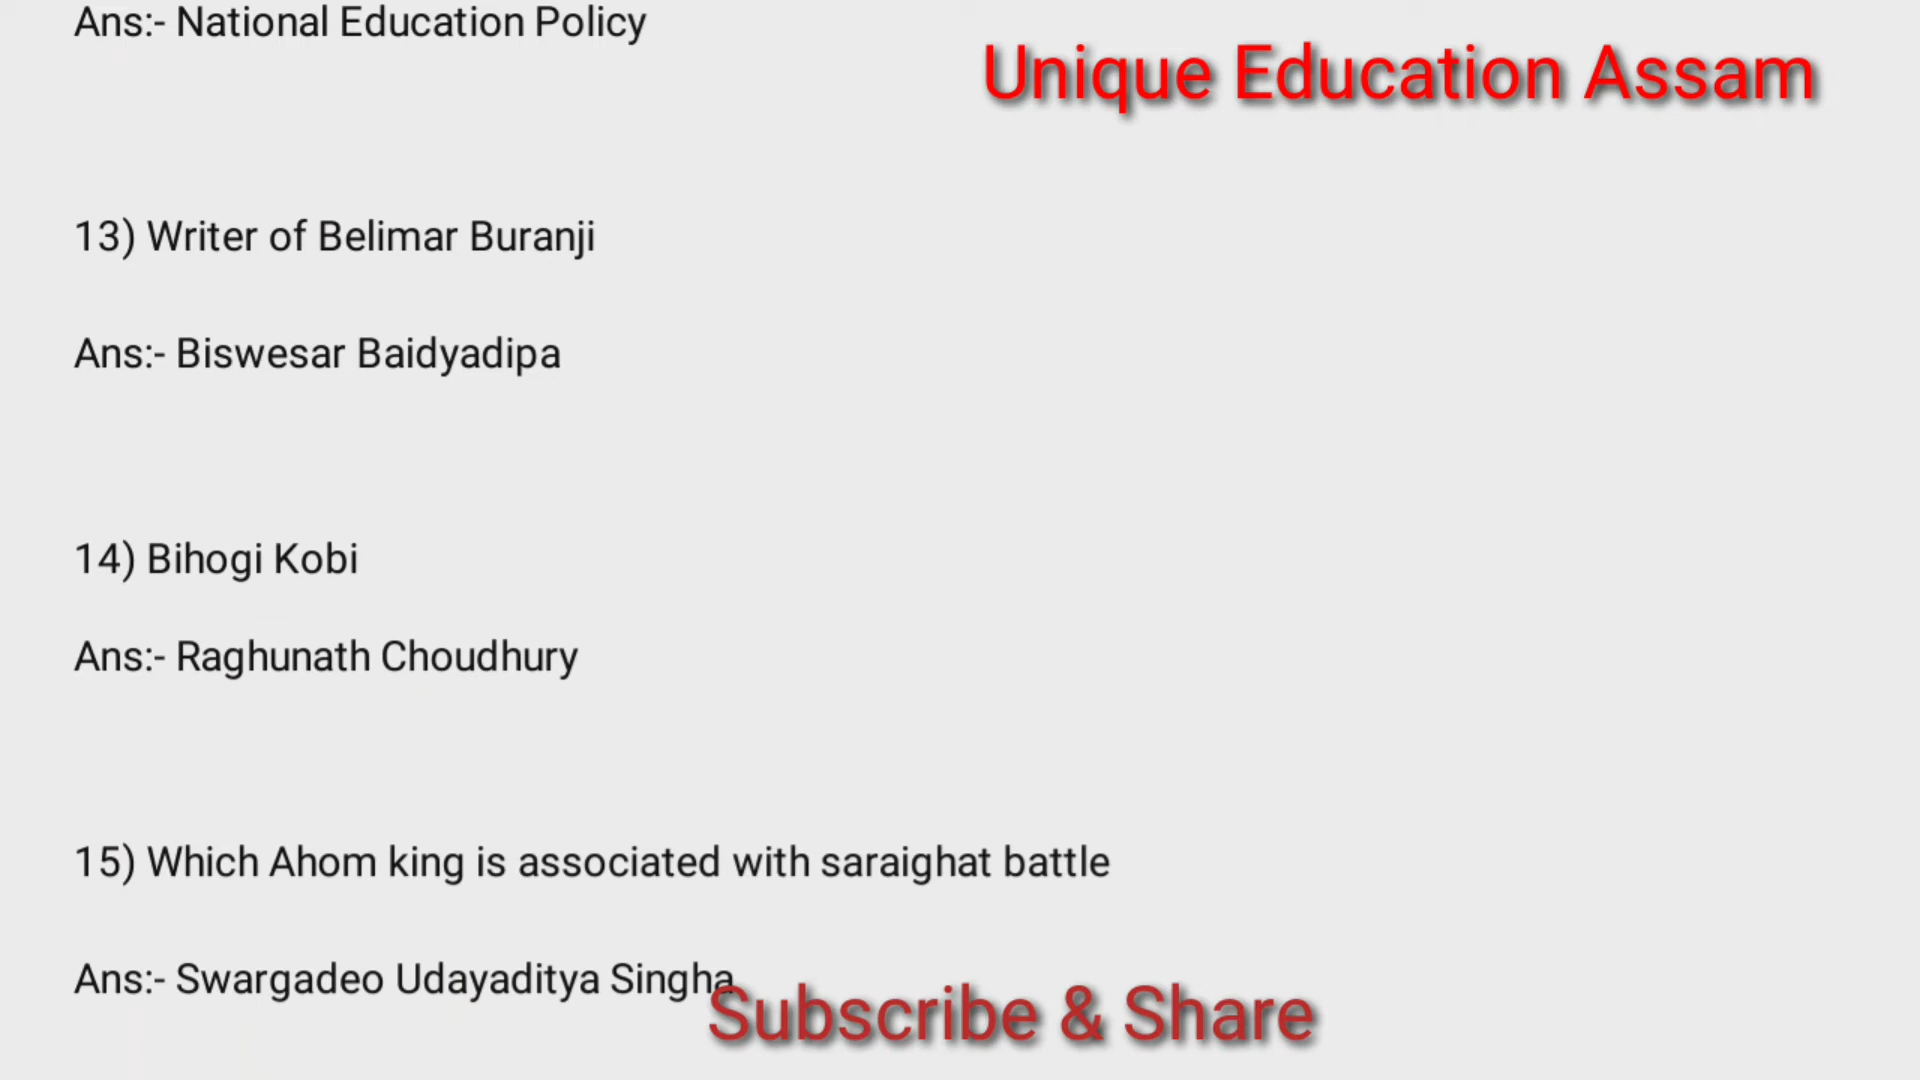 Ans:- National Education Policy
Unique Education Assam
13) Writer of Belimar Buranji
Ans:- Biswesar Baidyadipa
14) Bihogi Kobi
Ans:- Raghunath Choudhury
15) Which Ahom king is associated with saraighat battle
Ans:- Swargadeo Udayaditya Singha
Subscribe & Share